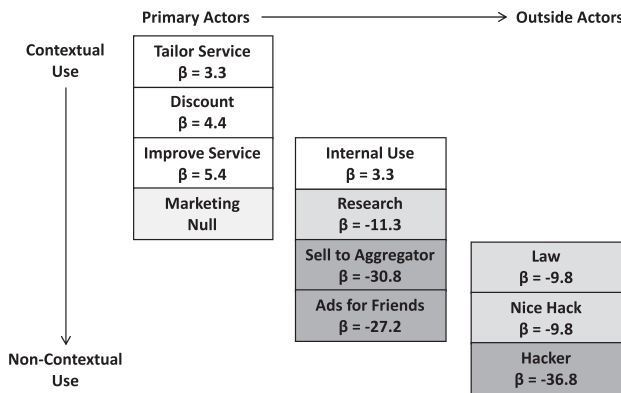 Primary Actors
Outside Actors
Contextual
Use
Tailor Service
β = 3.3
Discount
β = 4.4
Improve Service
β = 5.4
Marketing
Null
Internal Use
β = 3.3
Research
β = -11.3
Sell to Aggregator
β = -30.8
Ads for Friends
β = -27.2
Law
β = -9.8
Nice Hack
β = -9.8
Hacker
β = -36.8
Non-Contextual
Use